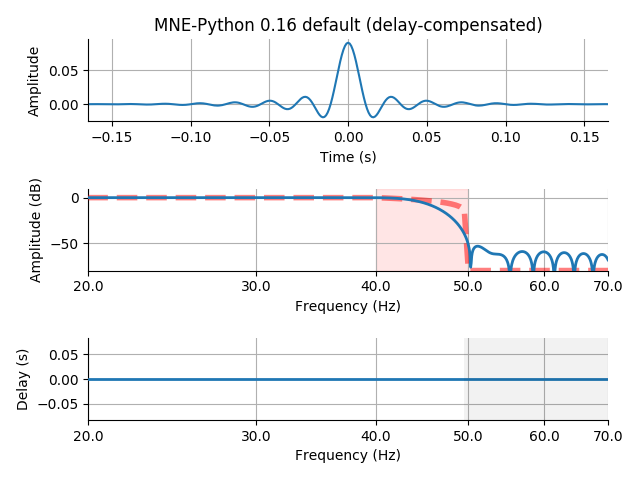 MNE-Python 0.16 default (delay-compensated)
Amplitude
0.05
0.00
−0.15 −0.10 −0.05 0.00 0.05 0.10 0.15
Time (s)
Amplitude (dB)
0
−50
20.0 30.0 40.0 50.0 60.0 70.0
Frequency (Hz)
Delay (s)
0.05
0.00
−0.05
20.0 30.0 40.0 50.0 60.0 70.0
Frequency (Hz)